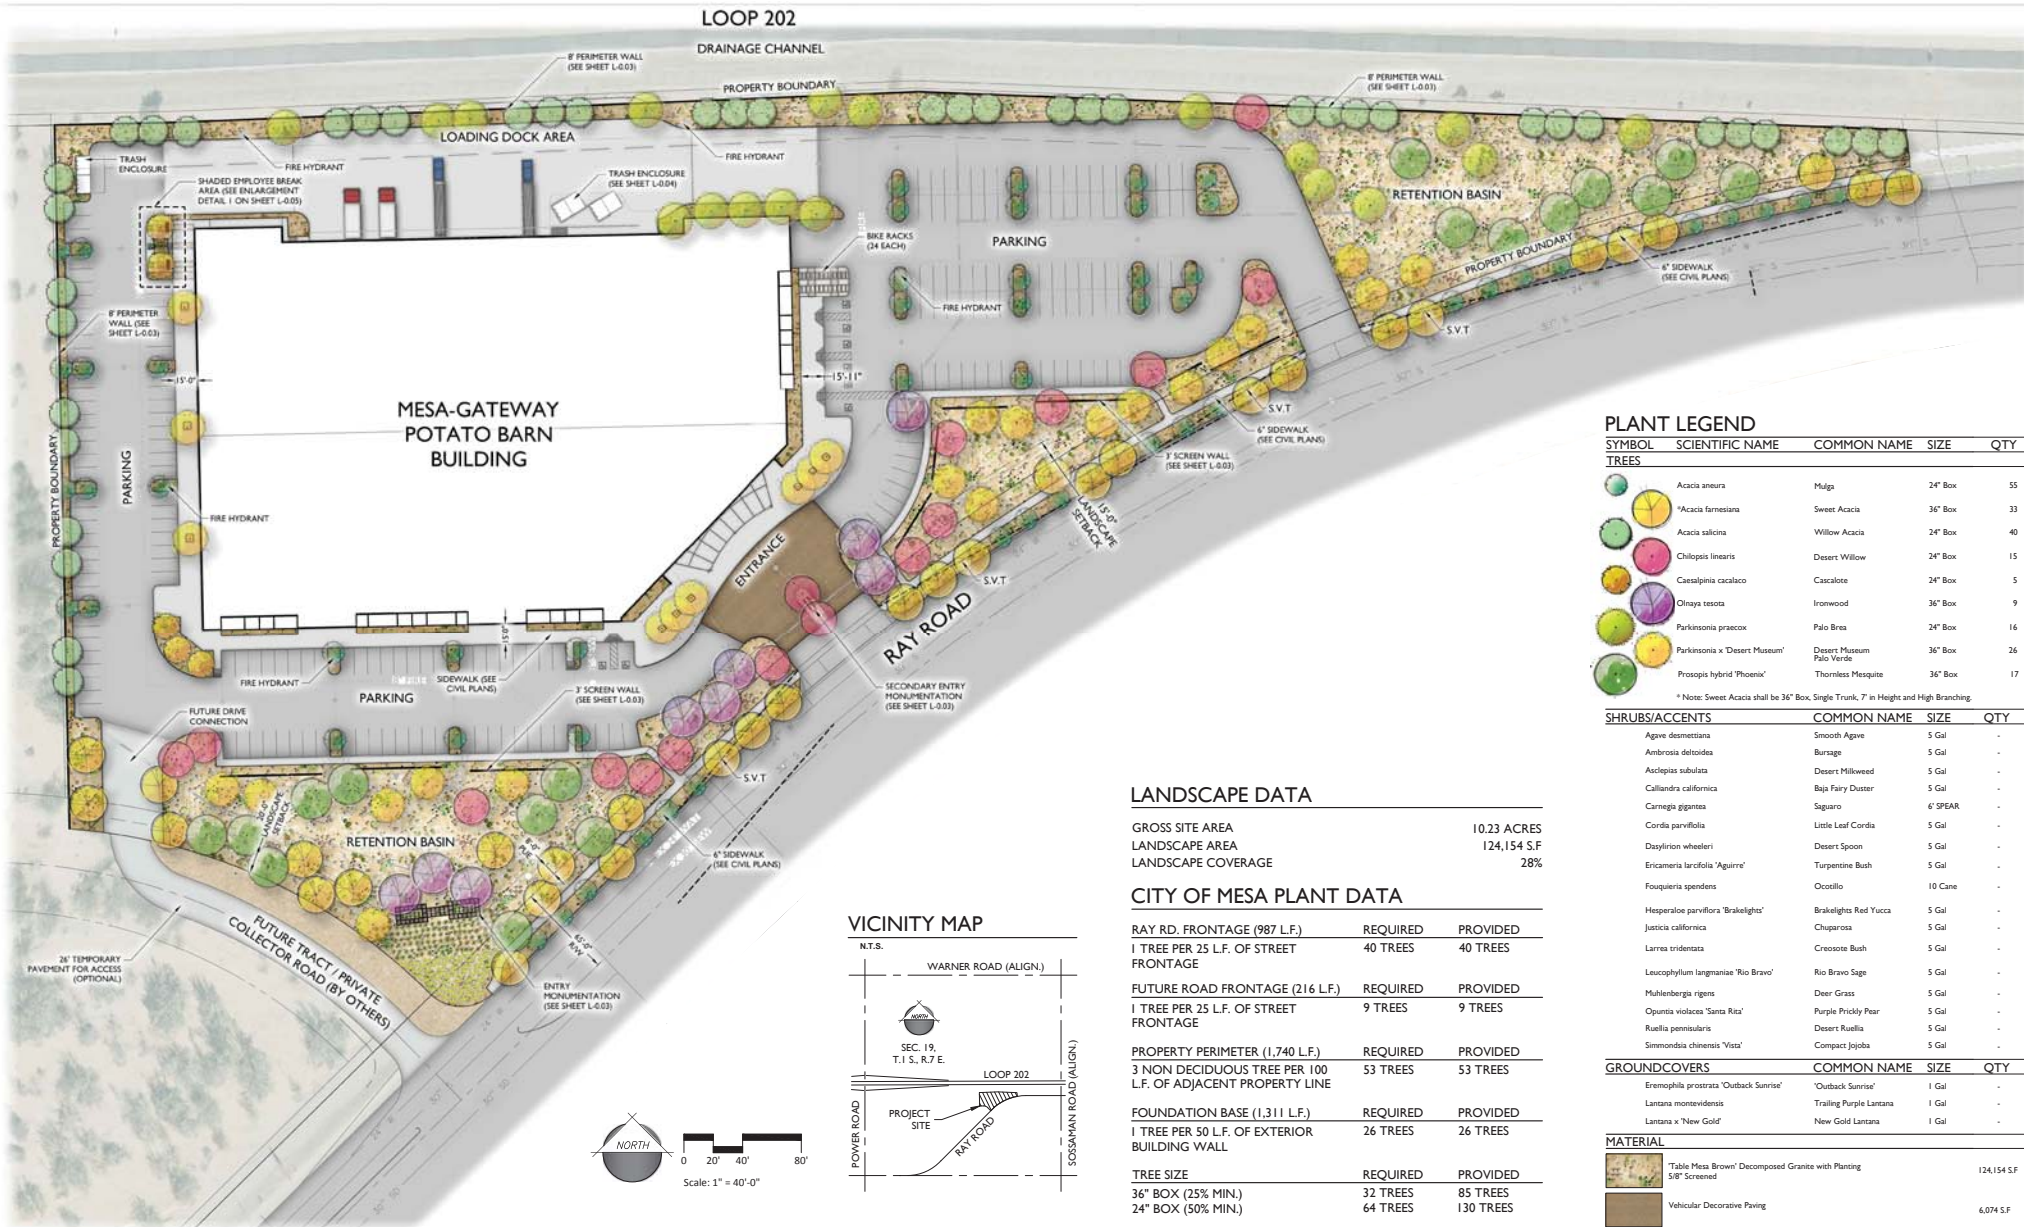 LOOP 202
DRAINAGE CHANNEL
8' PERIMETER WALL
(SEE SHEET L-0.03)
PROPERTY BOUNDARY
8' PERIMETER WALL
(SEE SHEET L-0.03)
LOADING DOCK AREA
TRASH
ENCLOSURE
FIRE HYDRANT
SHADED EMPLOYEE BREAK
AREA (SEE ENLARGEMENT
DETAIL 1 ON SHEET L-0.05)
TRASH ENCLOSURE
(SEE SHEET L-0.04)
FIRE HYDRANT
BIKE RACKS
(24 EACH)
PARKING
FIRE HYDRANT
RETENTION BASIN
PROPERTY BOUNDARY
6" SIDEWALK
(SEE CIVIL PLANS)
S.V.T
8' PERIMETER
WALL (SEE
SHEET L-0.03)
15'-0"
15'-11"
MESA-GATEWAY
POTATO BARN
BUILDING
PARKING
PROPERTY BOUNDARY
FIRE HYDRANT
S.V.T
6" SIDEWALK
(SEE CIVIL PLANS)
3' SCREEN WALL
(SEE SHEET L-0.03)
15'-0"
LANDSCAPE
SETBACK
ENTRANCE
S.V.T
RAY ROAD
15'0"
FIRE HYDRANT
SIDEWALK (SEE
CIVIL PLANS)
PARKING
3' SCREEN WALL
(SEE SHEET L-0.03)
SECONDARY ENTRY
MONUMENTATION
(SEE SHEET L-0.03)
FUTURE DRIVE
CONNECTION
S.V.T
20'-0"
LANDSCAPE
SETBACK
RETENTION BASIN
6" SIDEWALK
(SEE CIVIL PLANS)
65'-0"
R/W
26' TEMPORARY
PAVEMENT FOR ACCESS
(OPTIONAL)
FUTURE TRACT / PRIVATE
COLLECTOR ROAD (BY OTHERS)
ENTRY
MONUMENTATION
(SEE SHEET L-0.03)
NORTH
0 20' 40' 80'
Scale: 1" = 40'-0"
VICINITY MAP
N.T.S.
WARNER ROAD (ALIGN.)
NORTH
SEC. 19,
T.1 S., R.7 E.
LOOP 202
PROJECT
SITE
RAY ROAD
POWER ROAD
SOSSAMAN ROAD (ALIGN.)
LANDSCAPE DATA
GROSS SITE AREA 10.23 ACRES
LANDSCAPE AREA 124,154 S.F
LANDSCAPE COVERAGE 28%
CITY OF MESA PLANT DATA
RAY RD. FRONTAGE (987 L.F.) REQUIRED PROVIDED
1 TREE PER 25 L.F. OF STREET 40 TREES 40 TREES
FRONTAGE
FUTURE ROAD FRONTAGE (216 L.F.) REQUIRED PROVIDED
1 TREE PER 25 L.F. OF STREET 9 TREES 9 TREES
FRONTAGE
PROPERTY PERIMETER (1,740 L.F.) REQUIRED PROVIDED
3 NON DECIDUOUS TREE PER 100 53 TREES 53 TREES
L.F. OF ADJACENT PROPERTY LINE
FOUNDATION BASE (1,311 L.F.) REQUIRED PROVIDED
1 TREE PER 50 L.F. OF EXTERIOR 26 TREES 26 TREES
BUILDING WALL
TREE SIZE REQUIRED PROVIDED
36" BOX (25% MIN.) 32 TREES 85 TREES
24" BOX (50% MIN.) 64 TREES 130 TREES
PLANT LEGEND
SYMBOL SCIENTIFIC NAME COMMON NAME SIZE QTY
TREES
Acacia aneura Mulga 24" Box 55
*Acacia farnesiana Sweet Acacia 36" Box 33
Acacia salicina Willow Acacia 24" Box 40
Chilopsis linearis Desert Willow 24" Box 15
Caesalpinia cacalaco Cascalote 24" Box 5
Olnaya tesota Ironwood 36" Box 9
Parkinsonia praecox Palo Brea 24" Box 16
Parkinsonia x 'Desert Museum' Desert Museum 36" Box 26
Palo Verde
Prosopis hybrid 'Phoenix' Thornless Mesquite 36" Box 17
* Note: Sweet Acacia shall be 36" Box, Single Trunk, 7' in Height and High Branching.
SHRUBS/ACCENTS COMMON NAME SIZE QTY
Agave desmettiana Smooth Agave 5 Gal -
Ambrosia deltoidea Bursage 5 Gal -
Asclepias subulata Desert Milkweed 5 Gal -
Calliandra californica Baja Fairy Duster 5 Gal -
Carnegia gigantea Saguaro 6' SPEAR -
Cordia parviflolia Little Leaf Cordia 5 Gal -
Dasylirion wheeleri Desert Spoon 5 Gal -
Ericameria larcifolia 'Aguirre' Turpentine Bush 5 Gal -
Fouquieria spendens Ocotillo 10 Cane -
Hesperaloe parviflora 'Brakelights' Brakelights Red Yucca 5 Gal -
Justicia californica Chuparosa 5 Gal -
Larrea tridentata Creosote Bush 5 Gal -
Leucophyllum langmaniae 'Rio Bravo' Rio Bravo Sage 5 Gal -
Muhlenbergia rigens Deer Grass 5 Gal -
Opuntia violacea 'Santa Rita' Purple Prickly Pear 5 Gal -
Ruellia pennisularis Desert Ruellia 5 Gal -
Simmondsia chinensis 'Vista' Compact Jojoba 5 Gal -
GROUNDCOVERS COMMON NAME SIZE QTY
Eremophila prostrata 'Outback Sunrise' 'Outback Sunrise' 1 Gal -
Lantana montevidensis Trailing Purple Lantana 1 Gal -
Lantana x 'New Gold' New Gold Lantana 1 Gal -
MATERIAL
'Table Mesa Brown' Decomposed Granite with Planting 124,154 S.F
5/8" Screened
Vehicular Decorative Paving 6,074 S.F